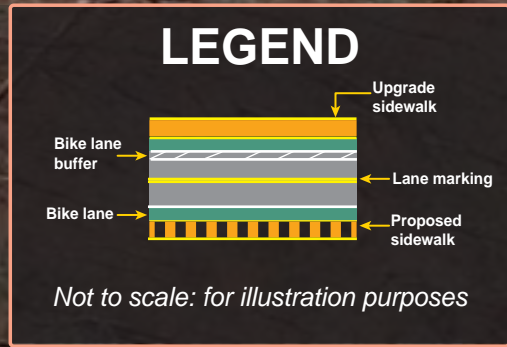 LEGEND
Upgrade
sidewalk
Bike lane
buffer
Lane marking
Bike lane
Proposed
sidewalk
Not to scale: for illustration purposes